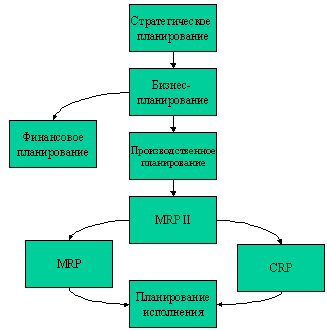 Стратегическое
планирование
Бизнес-
планирование
Финансовое
планирование
Производственное
планирование
MRP II
MRP
CRP
Планирование
исполнения